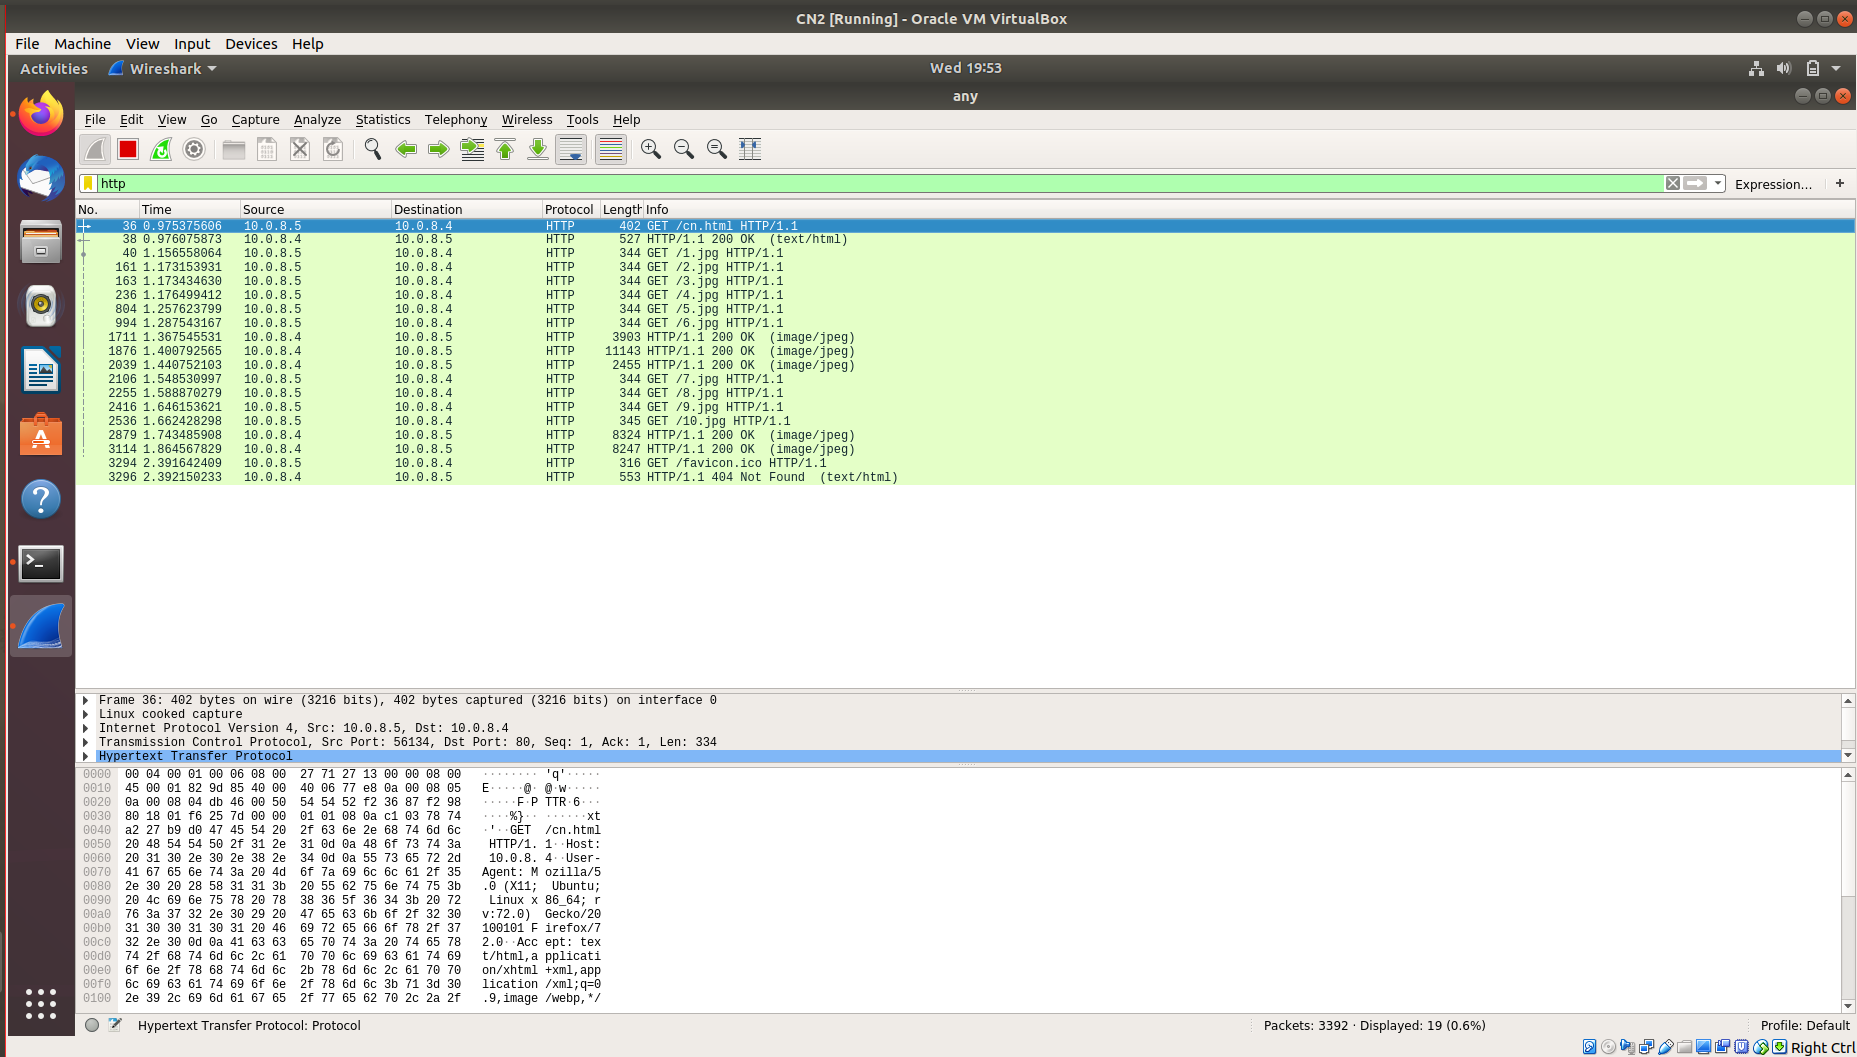 CN2 [Running] - Oracle VM VirtualBox
File Machine View Input Devices Help
Activities Wireshark Wed 19:53
any
File Edit View Go Capture Analyze Statistics Telephony Wireless Tools Help
http Expression... +
No. Time Source Destination Protocol Length Info
36 0.975375606 10.0.8.5 10.0.8.4 HTTP 402 GET /cn.html HTTP/1.1
38 0.976075873 10.0.8.4 10.0.8.5 HTTP 527 HTTP/1.1 200 OK (text/html)
40 1.156558064 10.0.8.5 10.0.8.4 HTTP 344 GET /1.jpg HTTP/1.1
161 1.173153931 10.0.8.5 10.0.8.4 HTTP 344 GET /2.jpg HTTP/1.1
163 1.173434630 10.0.8.5 10.0.8.4 HTTP 344 GET /3.jpg HTTP/1.1
236 1.176499412 10.0.8.5 10.0.8.4 HTTP 344 GET /4.jpg HTTP/1.1
804 1.257623799 10.0.8.5 10.0.8.4 HTTP 344 GET /5.jpg HTTP/1.1
994 1.287543167 10.0.8.5 10.0.8.4 HTTP 344 GET /6.jpg HTTP/1.1
1711 1.367545531 10.0.8.4 10.0.8.5 HTTP 3903 HTTP/1.1 200 OK (image/jpeg)
1876 1.400792565 10.0.8.4 10.0.8.5 HTTP 11143 HTTP/1.1 200 OK (image/jpeg)
2039 1.440752103 10.0.8.4 10.0.8.5 HTTP 2455 HTTP/1.1 200 OK (image/jpeg)
2106 1.548530997 10.0.8.5 10.0.8.4 HTTP 344 GET /7.jpg HTTP/1.1
2255 1.588870279 10.0.8.5 10.0.8.4 HTTP 344 GET /8.jpg HTTP/1.1
2416 1.646153621 10.0.8.5 10.0.8.4 HTTP 344 GET /9.jpg HTTP/1.1
2536 1.662428298 10.0.8.5 10.0.8.4 HTTP 345 GET /10.jpg HTTP/1.1
2879 1.743485908 10.0.8.4 10.0.8.5 HTTP 8324 HTTP/1.1 200 OK (image/jpeg)
3114 1.864567829 10.0.8.4 10.0.8.5 HTTP 8247 HTTP/1.1 200 OK (image/jpeg)
3294 2.391642409 10.0.8.5 10.0.8.4 HTTP 316 GET /favicon.ico HTTP/1.1
3296 2.392150233 10.0.8.4 10.0.8.5 HTTP 553 HTTP/1.1 404 Not Found (text/html)
Frame 36: 402 bytes on wire (3216 bits), 402 bytes captured (3216 bits) on interface 0
Linux cooked capture
Internet Protocol Version 4, Src: 10.0.8.5, Dst: 10.0.8.4
Transmission Control Protocol, Src Port: 56134, Dst Port: 80, Seq: 1, Ack: 1, Len: 334
Hypertext Transfer Protocol
0000 00 04 00 01 00 06 08 00 27 71 27 13 00 00 08 00 ········ 'q'·····
0010 45 00 01 82 9d 85 40 00 40 06 77 e8 0a 00 08 05 E·····@· @·w·····
0020 0a 00 08 04 db 46 00 50 54 54 52 f2 36 87 f2 98 ·····F·P TTR·6···
0030 80 18 01 f6 25 7d 00 00 01 01 08 0a c1 03 78 74 ····%}·· ······xt
0040 a2 27 b9 d0 47 45 54 20 2f 63 6e 2e 68 74 6d 6c ·'··GET /cn.html
0050 20 48 54 54 50 2f 31 2e 31 0d 0a 48 6f 73 74 3a HTTP/1. 1··Host:
0060 20 31 30 2e 30 2e 38 2e 34 0d 0a 55 73 65 72 2d 10.0.8. 4··User-
0070 41 67 65 6e 74 3a 20 4d 6f 7a 69 6c 6c 61 2f 35 Agent: M ozilla/5
0080 2e 30 20 28 58 31 31 3b 20 55 62 75 6e 74 75 3b .0 (X11; Ubuntu;
0090 20 4c 69 6e 75 78 20 78 38 36 5f 36 34 3b 20 72 Linux x 86_64; r
00a0 76 3a 37 32 2e 30 29 20 47 65 63 6b 6f 2f 32 30 v:72.0) Gecko/20
00b0 31 30 30 31 30 31 20 46 69 72 65 66 6f 78 2f 37 100101 F irefox/7
00c0 32 2e 30 0d 0a 41 63 63 65 70 74 3a 20 74 65 78 2.0··Acc ept: tex
00d0 74 2f 68 74 6d 6c 2c 61 70 70 6c 69 63 61 74 69 t/html,a pplicati
00e0 6f 6e 2f 78 68 74 6d 6c 2b 78 6d 6c 2c 61 70 70 on/xhtml +xml,app
00f0 6c 69 63 61 74 69 6f 6e 2f 78 6d 6c 3b 71 3d 30 lication /xml;q=0
0100 2e 39 2c 69 6d 61 67 65 2f 77 65 62 70 2c 2a 2f .9,image /webp,*/
Hypertext Transfer Protocol: Protocol Packets: 3392 · Displayed: 19 (0.6%) Profile: Default
Right Ctrl